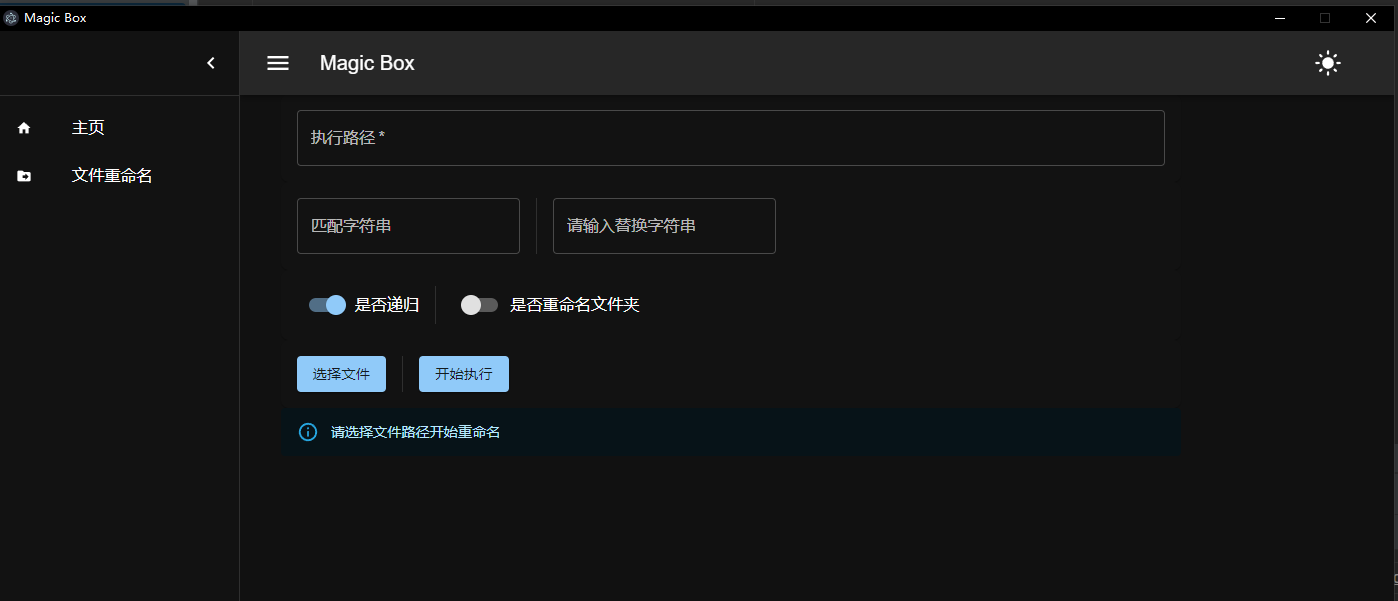 Magic Box
Magic Box
主页
文件重命名
执行路径 *
匹配字符串
请输入替换字符串
是否递归
是否重命名文件夹
选择文件
开始执行
请选择文件路径开始重命名